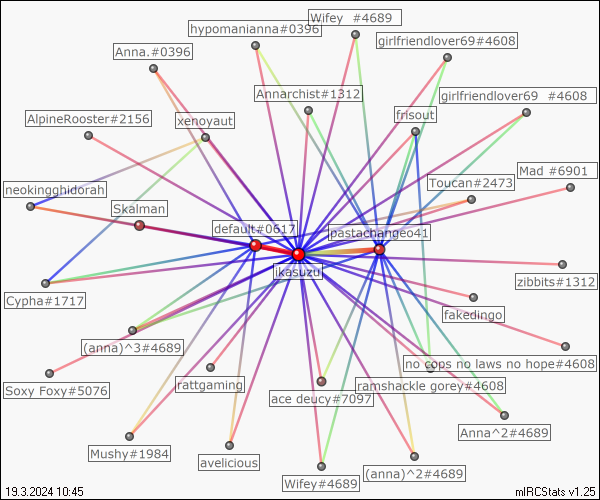 Wifey #4689
hypomanianna#0396
girlfriendlover69#4608
Anna.#0396
Annarchist#1312
girlfriendlover69 #4608
AlpineRooster#2156
xenoyaut
frisout
Mad #6901
Toucan#2473
neokingghidorah
Skalman
default#0617
pastachangeo41
ikasuzu
zibbits#1312
Cypha#1717
fakedingo
(anna)^3#4689
no cops no laws no hope#4608
Soxy Foxy#5076
rattgaming
ramshackle gorey#4608
ace deucy#7097
Anna^2#4689
Mushy#1984
avelicious
(anna)^2#4689
Wifey#4689
19.3.2024 10:45
mIRCStats v1.25